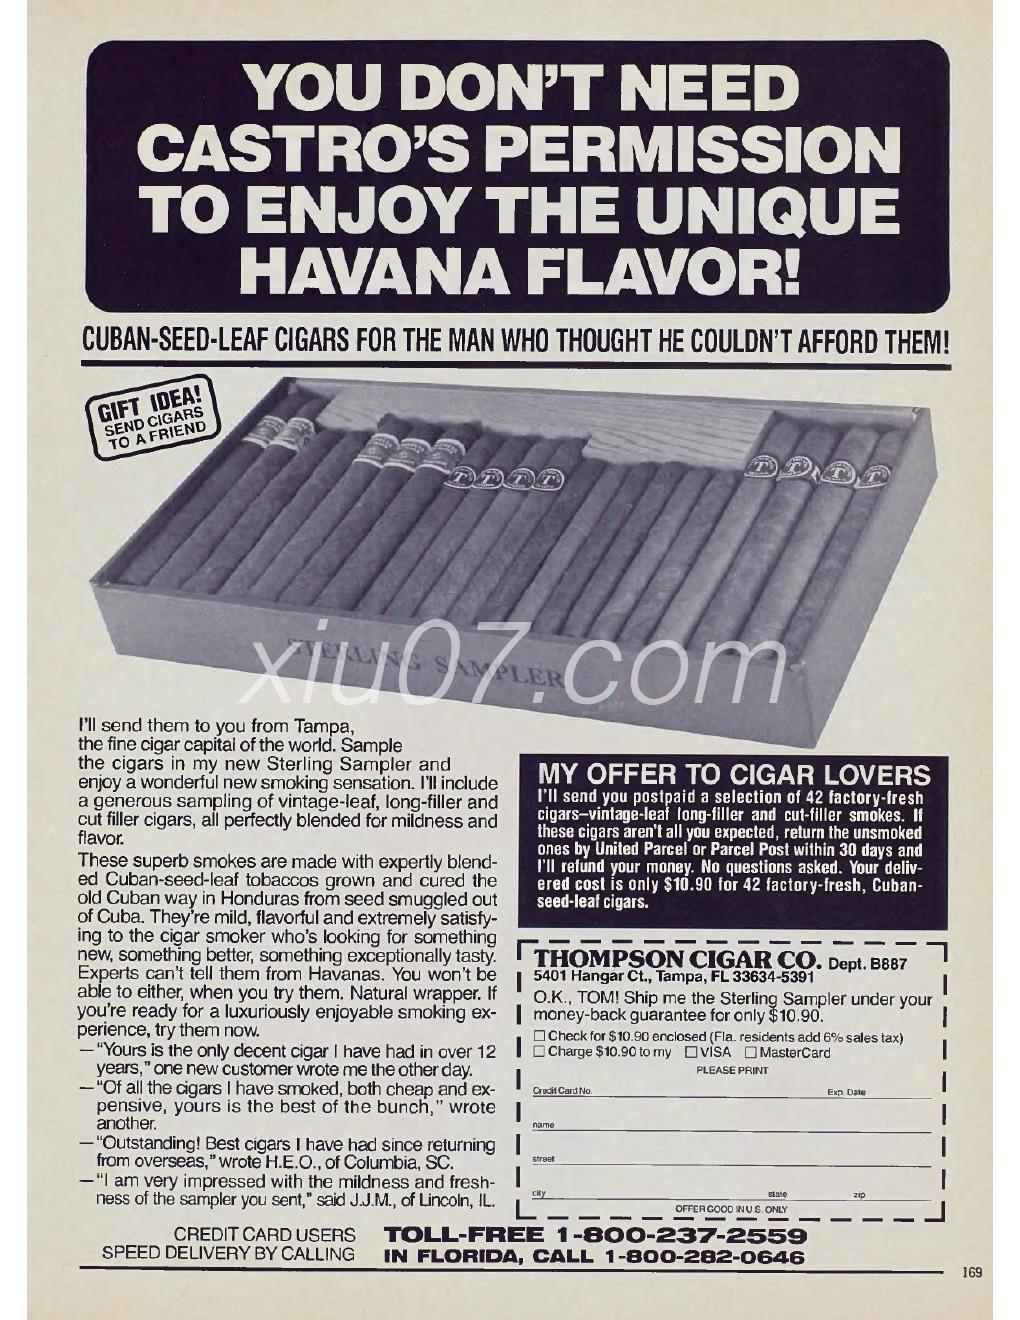 YOU DON'T NEED
CASTRO'S PERMISSION
TO ENJOY THE UNIQUE
HAVANA FLAVOR!
CUBAN-SEED-LEAF CIGARS FOR THE MAN WHO THOUGHT HE COULDN'T AFFORD THEM!
GIFT IDEA!
SEND CIGARS
TO A FRIEND
STERLING SAMPLER
xiu07.com
I'll send them to you from Tampa,
the fine cigar capital of the world. Sample
the cigars in my new Sterling Sampler and
enjoy a wonderful new smoking sensation. I'll include
a generous sampling of vintage-leaf, long-filler and
cut filler cigars, all perfectly blended for mildness and
flavor.
These superb smokes are made with expertly blend-
ed Cuban-seed-leaf tobaccos grown and cured the
old Cuban way in Honduras from seed smuggled out
of Cuba. They're mild, flavorful and extremely satisfy-
ing to the cigar smoker who's looking for something
new, something better, something exceptionally tasty.
Experts can't tell them from Havanas. You won't be
able to either, when you try them. Natural wrapper. If
you're ready for a luxuriously enjoyable smoking ex-
perience, try them now.
—"Yours is the only decent cigar I have had in over 12
years," one new customer wrote me the other day.
—"Of all the cigars I have smoked, both cheap and ex-
pensive, yours is the best of the bunch," wrote
another.
—"Outstanding! Best cigars I have had since returning
from overseas," wrote H.E.O., of Columbia, SC.
—"I am very impressed with the mildness and fresh-
ness of the sampler you sent," said J.J.M., of Lincoln, IL.
MY OFFER TO CIGAR LOVERS
I'll send you postpaid a selection of 42 factory-fresh
cigars—vintage-leaf long-filler and cut-filler smokes. If
these cigars aren't all you expected, return the unsmoked
ones by United Parcel or Parcel Post within 30 days and
I'll refund your money. No questions asked. Your deliv-
ered cost is only $10.90 for 42 factory-fresh, Cuban-
seed-leaf cigars.
THOMPSON CIGAR CO. Dept. B887
5401 Hangar Ct., Tampa, FL 33634-5391
O.K., TOM! Ship me the Sterling Sampler under your
money-back guarantee for only $10.90.
☐ Check for $10.90 enclosed (Fla. residents add 6% sales tax)
☐ Charge $10.90 to my ☐ VISA ☐ MasterCard
PLEASE PRINT
Credit Card No. Exp. Date
name
street
city state zip
OFFER GOOD IN U.S. ONLY
CREDIT CARD USERS TOLL-FREE 1-800-237-2559
SPEED DELIVERY BY CALLING IN FLORIDA, CALL 1-800-282-0646
169